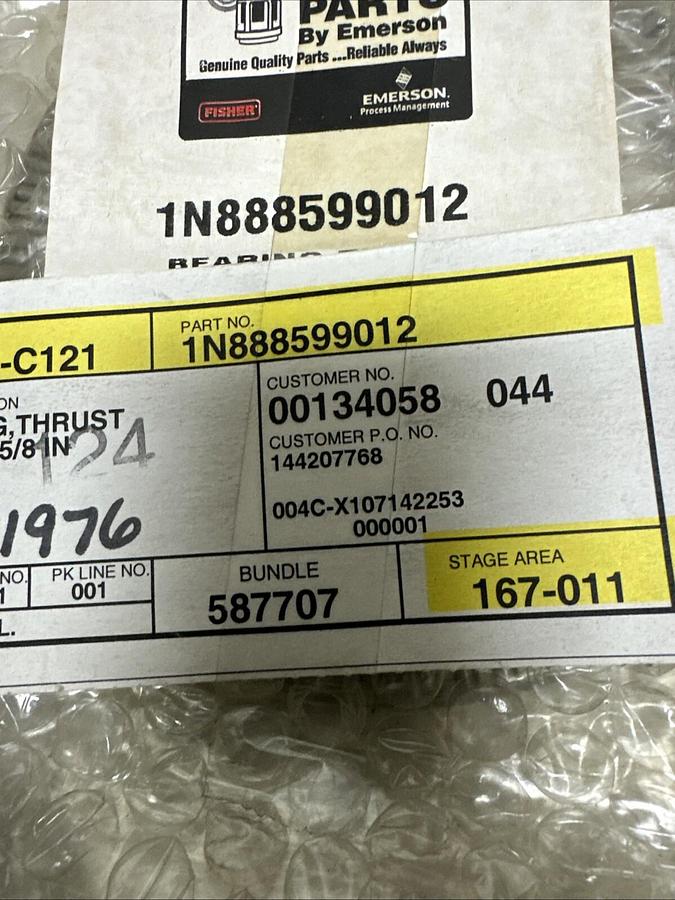 PARTS
By Emerson
Genuine Quality Parts ...Reliable Always
FISHER
EMERSON.
Process Management
1N888599012
BEARING
-C121
PART NO.
1N888599012
ON
G,THRUST
5/8 IN
124
1976
CUSTOMER NO.
00134058 044
CUSTOMER P.O. NO.
144207768
004C-X107142253
000001
NO.
1
PK LINE NO.
001
L.
BUNDLE
587707
STAGE AREA
167-011